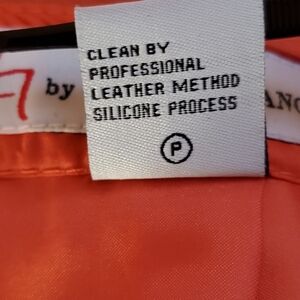 CLEAN BY
PROFESSIONAL
LEATHER METHOD
SILICONE PROCESS
P
by